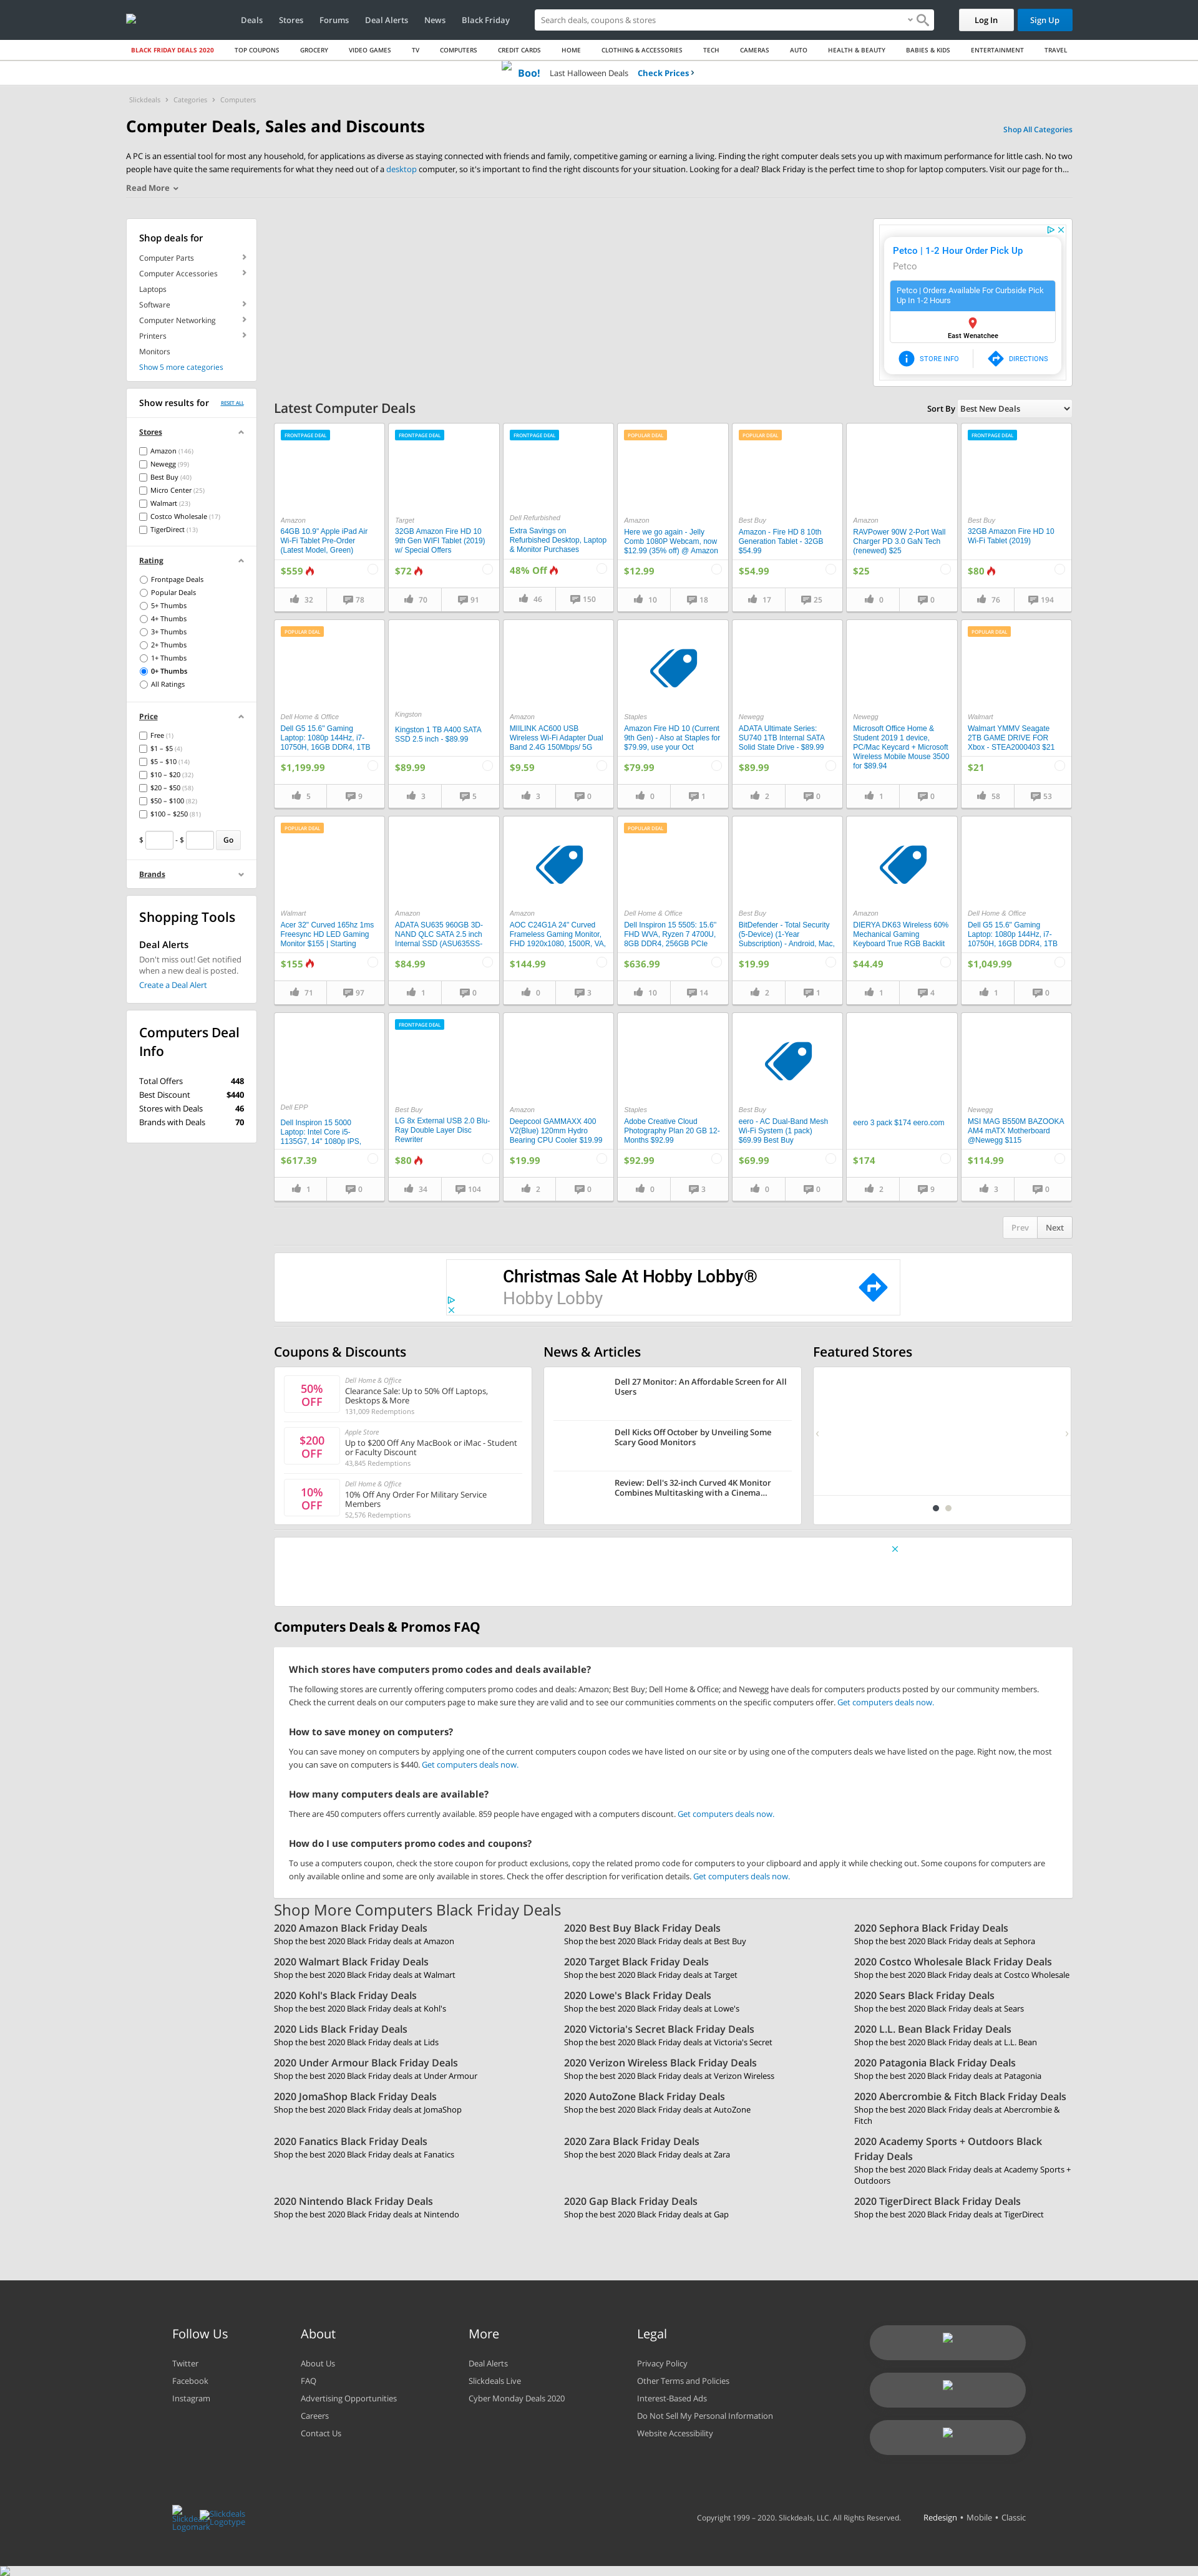 Deals Stores Forums Deal Alerts News Black Friday Search deals, coupons & stores Log In Sign Up
BLACK FRIDAY DEALS 2020 TOP COUPONS GROCERY VIDEO GAMES TV COMPUTERS CREDIT CARDS HOME CLOTHING & ACCESSORIES TECH CAMERAS AUTO HEALTH & BEAUTY BABIES & KIDS ENTERTAINMENT TRAVEL
Boo! Last Halloween Deals Check Prices
Slickdeals Categories Computers
Computer Deals, Sales and Discounts
Shop All Categories
A PC is an essential tool for most any household, for applications as diverse as staying connected with friends and family, competitive gaming or earning a living. Finding the right computer deals sets you up with maximum performance for little cash. No two
people have quite the same requirements for what they need out of a desktop computer, so it's important to find the right discounts for your situation. Looking for a deal? Black Friday is the perfect time to shop for laptop computers. Visit our page for th...
Read More
Shop deals for
Computer Parts
Computer Accessories
Laptops
Software
Computer Networking
Printers
Monitors
Show 5 more categories
Show results for RESET ALL
Stores
Amazon (146)
Newegg (99)
Best Buy (40)
Micro Center (25)
Walmart (23)
Costco Wholesale (17)
TigerDirect (13)
Rating
Frontpage Deals
Popular Deals
5+ Thumbs
4+ Thumbs
3+ Thumbs
2+ Thumbs
1+ Thumbs
0+ Thumbs
All Ratings
Price
Free (1)
$1 – $5 (4)
$5 – $10 (14)
$10 – $20 (32)
$20 – $50 (58)
$50 – $100 (82)
$100 – $250 (81)
$ - $ Go
Brands
Shopping Tools
Deal Alerts
Don't miss out! Get notified
when a new deal is posted.
Create a Deal Alert
Computers Deal
Info
Total Offers 448
Best Discount $440
Stores with Deals 46
Brands with Deals 70
Petco | 1-2 Hour Order Pick Up
Petco
Petco | Orders Available For Curbside Pick
Up In 1-2 Hours
East Wenatchee
STORE INFO DIRECTIONS
Latest Computer Deals
Sort By Best New Deals
FRONTPAGE DEAL
Amazon
64GB 10.9" Apple iPad Air
Wi-Fi Tablet Pre-Order
(Latest Model, Green)
$559
32 78
FRONTPAGE DEAL
Target
32GB Amazon Fire HD 10
9th Gen WIFI Tablet (2019)
w/ Special Offers
$72
70 91
FRONTPAGE DEAL
Dell Refurbished
Extra Savings on
Refurbished Desktop, Laptop
& Monitor Purchases
48% Off
46 150
POPULAR DEAL
Amazon
Here we go again - Jelly
Comb 1080P Webcam, now
$12.99 (35% off) @ Amazon
$12.99
10 18
POPULAR DEAL
Best Buy
Amazon - Fire HD 8 10th
Generation Tablet - 32GB
$54.99
$54.99
17 25
Amazon
RAVPower 90W 2-Port Wall
Charger PD 3.0 GaN Tech
(renewed) $25
$25
0 0
FRONTPAGE DEAL
Best Buy
32GB Amazon Fire HD 10
Wi-Fi Tablet (2019)
$80
76 194
POPULAR DEAL
Dell Home & Office
Dell G5 15.6" Gaming
Laptop: 1080p 144Hz, i7-
10750H, 16GB DDR4, 1TB
$1,199.99
5 9
Kingston
Kingston 1 TB A400 SATA
SSD 2.5 inch - $89.99
$89.99
3 5
Amazon
MIILINK AC600 USB
Wireless Wi-Fi Adapter Dual
Band 2.4G 150Mbps/ 5G
$9.59
3 0
Staples
Amazon Fire HD 10 (Current
9th Gen) - Also at Staples for
$79.99, use your Oct
$79.99
0 1
Newegg
ADATA Ultimate Series:
SU740 1TB Internal SATA
Solid State Drive - $89.99
$89.99
2 0
Newegg
Microsoft Office Home &
Student 2019 1 device,
PC/Mac Keycard + Microsoft
Wireless Mobile Mouse 3500
for $89.94
1 0
POPULAR DEAL
Walmart
Walmart YMMV Seagate
2TB GAME DRIVE FOR
Xbox - STEA2000403 $21
$21
58 53
POPULAR DEAL
Walmart
Acer 32" Curved 165hz 1ms
Freesync HD LED Gaming
Monitor $155 | Starting
$155
71 97
Amazon
ADATA SU635 960GB 3D-
NAND QLC SATA 2.5 inch
Internal SSD (ASU635SS-
$84.99
1 0
Amazon
AOC C24G1A 24" Curved
Frameless Gaming Monitor,
FHD 1920x1080, 1500R, VA,
$144.99
0 3
POPULAR DEAL
Dell Home & Office
Dell Inspiron 15 5505: 15.6"
FHD WVA, Ryzen 7 4700U,
8GB DDR4, 256GB PCIe
$636.99
10 14
Best Buy
BitDefender - Total Security
(5-Device) (1-Year
Subscription) - Android, Mac,
$19.99
2 1
Amazon
DIERYA DK63 Wireless 60%
Mechanical Gaming
Keyboard True RGB Backlit
$44.49
1 4
Dell Home & Office
Dell G5 15.6" Gaming
Laptop: 1080p 144Hz, i7-
10750H, 16GB DDR4, 1TB
$1,049.99
1 0
Dell EPP
Dell Inspiron 15 5000
Laptop: Intel Core i5-
1135G7, 14" 1080p IPS,
$617.39
1 0
FRONTPAGE DEAL
Best Buy
LG 8x External USB 2.0 Blu-
Ray Double Layer Disc
Rewriter
$80
34 104
Amazon
Deepcool GAMMAXX 400
V2(Blue) 120mm Hydro
Bearing CPU Cooler $19.99
$19.99
2 0
Staples
Adobe Creative Cloud
Photography Plan 20 GB 12-
Months $92.99
$92.99
0 3
Best Buy
eero - AC Dual-Band Mesh
Wi-Fi System (1 pack)
$69.99 Best Buy
$69.99
0 0
eero 3 pack $174 eero.com
$174
2 9
Newegg
MSI MAG B550M BAZOOKA
AM4 mATX Motherboard
@Newegg $115
$114.99
3 0
Prev Next
Christmas Sale At Hobby Lobby®
Hobby Lobby
Coupons & Discounts
50%
OFF
Dell Home & Office
Clearance Sale: Up to 50% Off Laptops,
Desktops & More
131,009 Redemptions
$200
OFF
Apple Store
Up to $200 Off Any MacBook or iMac - Student
or Faculty Discount
43,845 Redemptions
10%
OFF
Dell Home & Office
10% Off Any Order For Military Service
Members
52,576 Redemptions
News & Articles
Dell 27 Monitor: An Affordable Screen for All
Users
Dell Kicks Off October by Unveiling Some
Scary Good Monitors
Review: Dell's 32-inch Curved 4K Monitor
Combines Multitasking with a Cinema...
Featured Stores
Computers Deals & Promos FAQ
Which stores have computers promo codes and deals available?
The following stores are currently offering computers promo codes and deals: Amazon; Best Buy; Dell Home & Office; and Newegg have deals for computers products posted by our community members.
Check the current deals on our computers page to make sure they are valid and to see our communities comments on the specific computers offer. Get computers deals now.
How to save money on computers?
You can save money on computers by applying one of the current computers coupon codes we have listed on our site or by using one of the computers deals we have listed on the page. Right now, the most
you can save on computers is $440. Get computers deals now.
How many computers deals are available?
There are 450 computers offers currently available. 859 people have engaged with a computers discount. Get computers deals now.
How do I use computers promo codes and coupons?
To use a computers coupon, check the store coupon for product exclusions, copy the related promo code for computers to your clipboard and apply it while checking out. Some coupons for computers are
only available online and some are only available in stores. Check the offer description for verification details. Get computers deals now.
Shop More Computers Black Friday Deals
2020 Amazon Black Friday Deals
Shop the best 2020 Black Friday deals at Amazon
2020 Best Buy Black Friday Deals
Shop the best 2020 Black Friday deals at Best Buy
2020 Sephora Black Friday Deals
Shop the best 2020 Black Friday deals at Sephora
2020 Walmart Black Friday Deals
Shop the best 2020 Black Friday deals at Walmart
2020 Target Black Friday Deals
Shop the best 2020 Black Friday deals at Target
2020 Costco Wholesale Black Friday Deals
Shop the best 2020 Black Friday deals at Costco Wholesale
2020 Kohl's Black Friday Deals
Shop the best 2020 Black Friday deals at Kohl's
2020 Lowe's Black Friday Deals
Shop the best 2020 Black Friday deals at Lowe's
2020 Sears Black Friday Deals
Shop the best 2020 Black Friday deals at Sears
2020 Lids Black Friday Deals
Shop the best 2020 Black Friday deals at Lids
2020 Victoria's Secret Black Friday Deals
Shop the best 2020 Black Friday deals at Victoria's Secret
2020 L.L. Bean Black Friday Deals
Shop the best 2020 Black Friday deals at L.L. Bean
2020 Under Armour Black Friday Deals
Shop the best 2020 Black Friday deals at Under Armour
2020 Verizon Wireless Black Friday Deals
Shop the best 2020 Black Friday deals at Verizon Wireless
2020 Patagonia Black Friday Deals
Shop the best 2020 Black Friday deals at Patagonia
2020 JomaShop Black Friday Deals
Shop the best 2020 Black Friday deals at JomaShop
2020 AutoZone Black Friday Deals
Shop the best 2020 Black Friday deals at AutoZone
2020 Abercrombie & Fitch Black Friday Deals
Shop the best 2020 Black Friday deals at Abercrombie &
Fitch
2020 Fanatics Black Friday Deals
Shop the best 2020 Black Friday deals at Fanatics
2020 Zara Black Friday Deals
Shop the best 2020 Black Friday deals at Zara
2020 Academy Sports + Outdoors Black
Friday Deals
Shop the best 2020 Black Friday deals at Academy Sports +
Outdoors
2020 Nintendo Black Friday Deals
Shop the best 2020 Black Friday deals at Nintendo
2020 Gap Black Friday Deals
Shop the best 2020 Black Friday deals at Gap
2020 TigerDirect Black Friday Deals
Shop the best 2020 Black Friday deals at TigerDirect
Follow Us
Twitter
Facebook
Instagram
About
About Us
FAQ
Advertising Opportunities
Careers
Contact Us
More
Deal Alerts
Slickdeals Live
Cyber Monday Deals 2020
Legal
Privacy Policy
Other Terms and Policies
Interest-Based Ads
Do Not Sell My Personal Information
Website Accessibility
Slickdeals
Logomark
Slickdeals
Logotype
Copyright 1999 – 2020. Slickdeals, LLC. All Rights Reserved. Redesign • Mobile • Classic